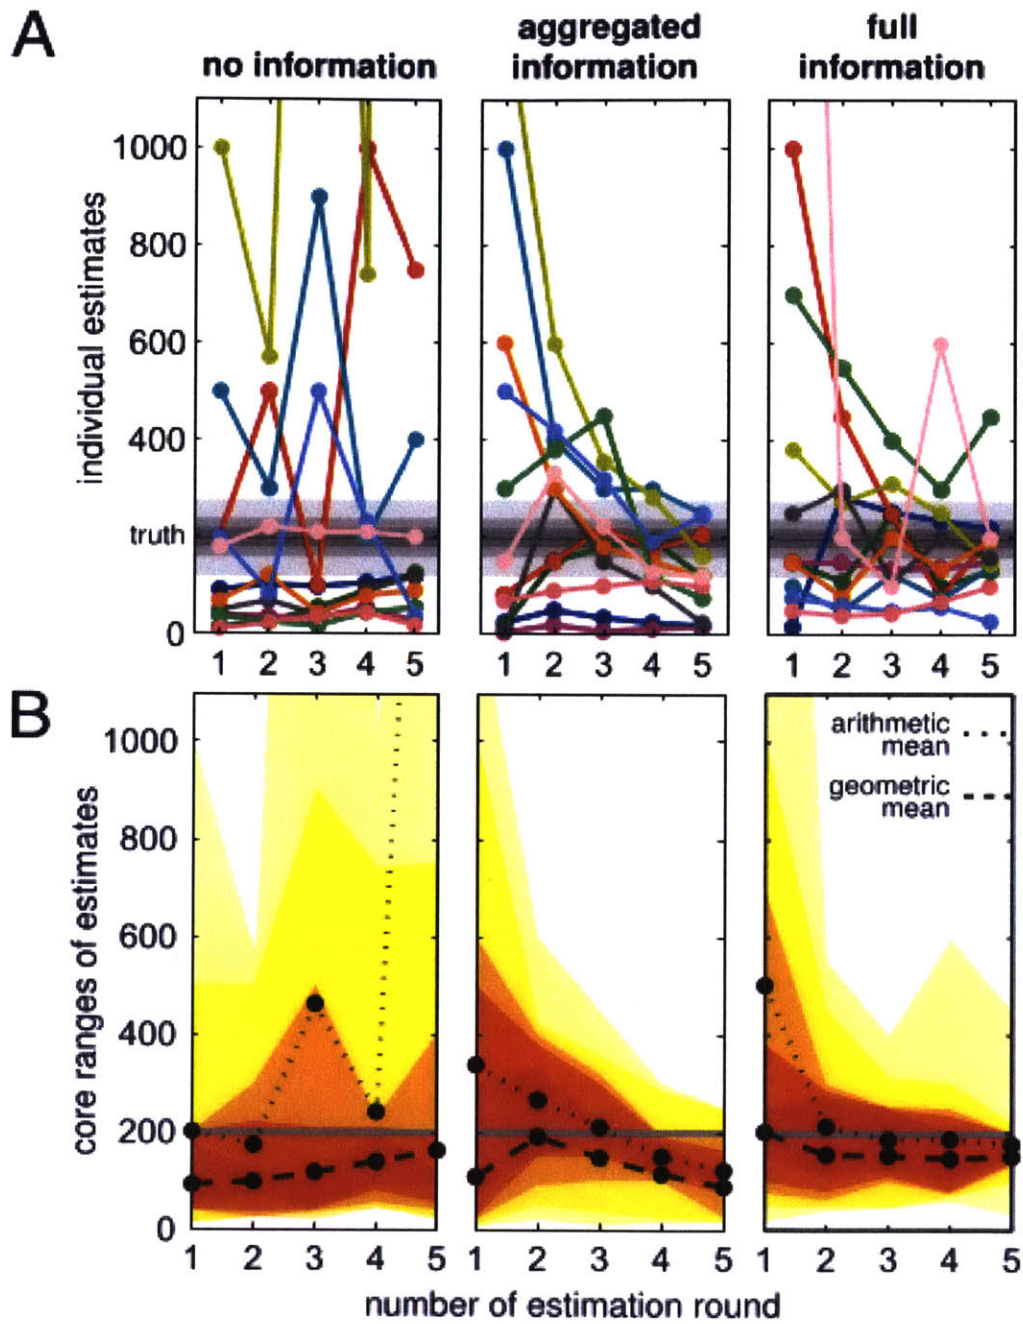 A
no information
aggregated
information
full
information
individual estimates
1000
800
600
400
truth
0
1 2 3 4 5
1 2 3 4 5
1 2 3 4 5
B
core ranges of estimates
1000
800
600
400
200
0
arithmetic
mean
geometric
mean
1 2 3 4 5
1 2 3 4 5
1 2 3 4 5
number of estimation round